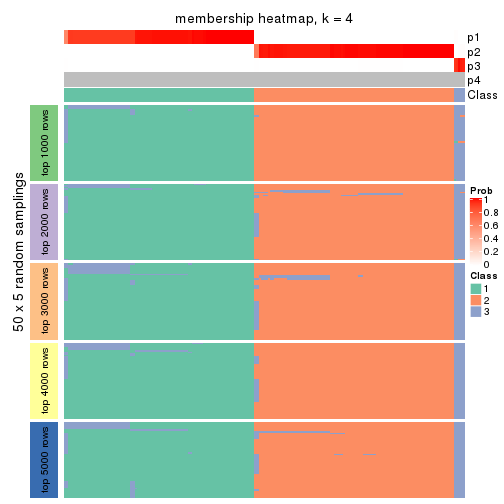 membership heatmap, k = 4
p1
p2
p3
p4
Class
50 x 5 random samplings
top 1000 rows
top 2000 rows
top 3000 rows
top 4000 rows
top 5000 rows
Prob
1
0.8
0.6
0.4
0.2
0
Class
1
2
3